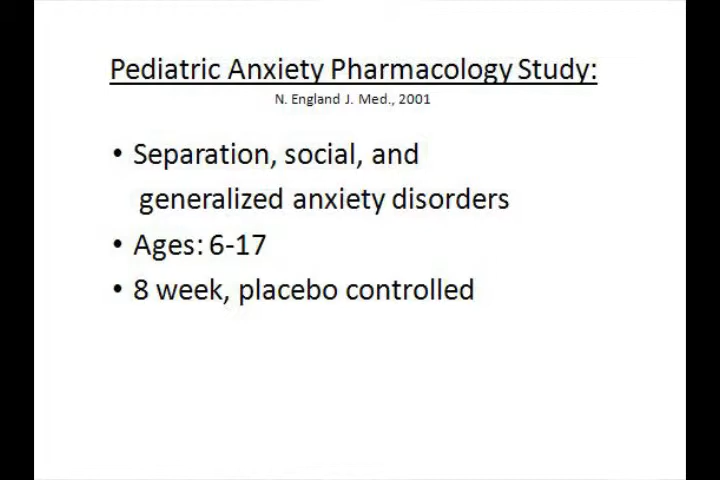 Pediatric Anxiety Pharmacology Study:
N. England J. Med., 2001
• Separation, social, and
generalized anxiety disorders
• Ages: 6-17
• 8 week, placebo controlled